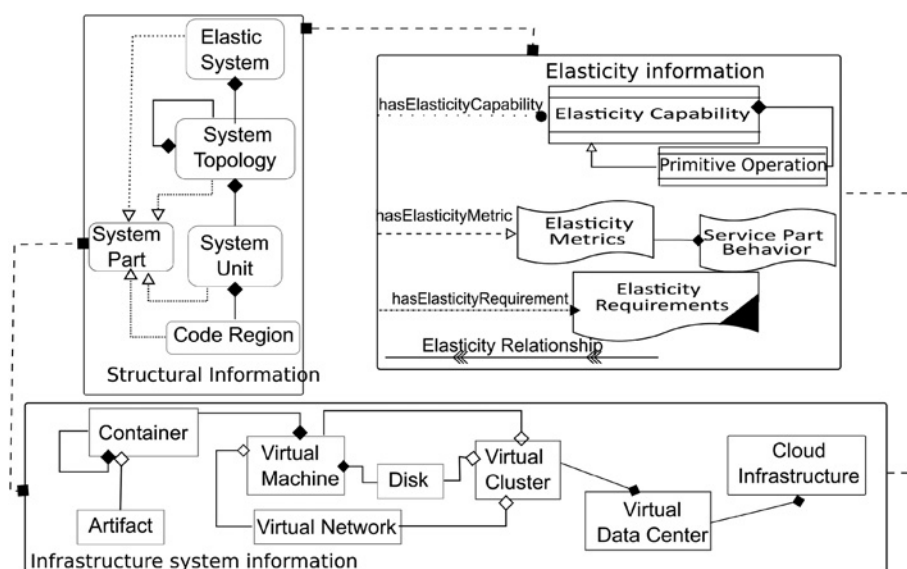 Elastic
System
System
Topology
System
Part
System
Unit
Code Region
Structural Information
Elasticity information
hasElasticityCapability
Elasticity Capability
Primitive Operation
hasElasticityMetric
Elasticity
Metrics
Service Part
Behavior
hasElasticityRequirement
Elasticity
Requirements
Elasticity Relationship
Container
Artifact
Virtual
Machine
Disk
Virtual
Cluster
Virtual Network
Virtual
Data Center
Cloud
Infrastructure
Infrastructure system information